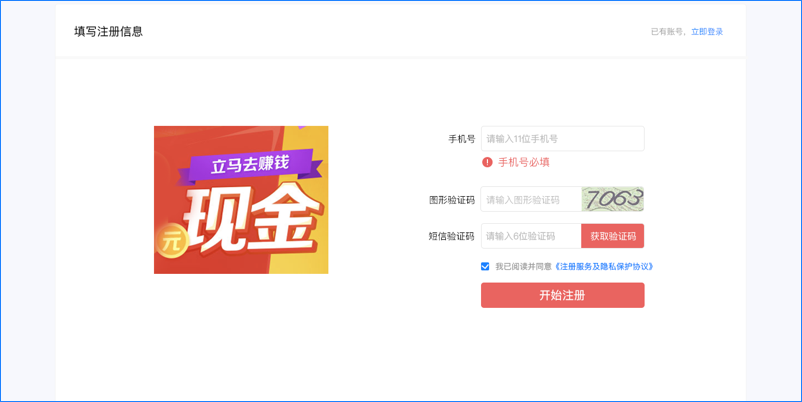 填写注册信息
已有账号，立即登录
立马去赚钱
现金
元
手机号 请输入11位手机号
! 手机号必填
图形验证码 请输入图形验证码 7063
短信验证码 请输入6位验证码 获取验证码
我已阅读并同意《注册服务及隐私保护协议》
开始注册